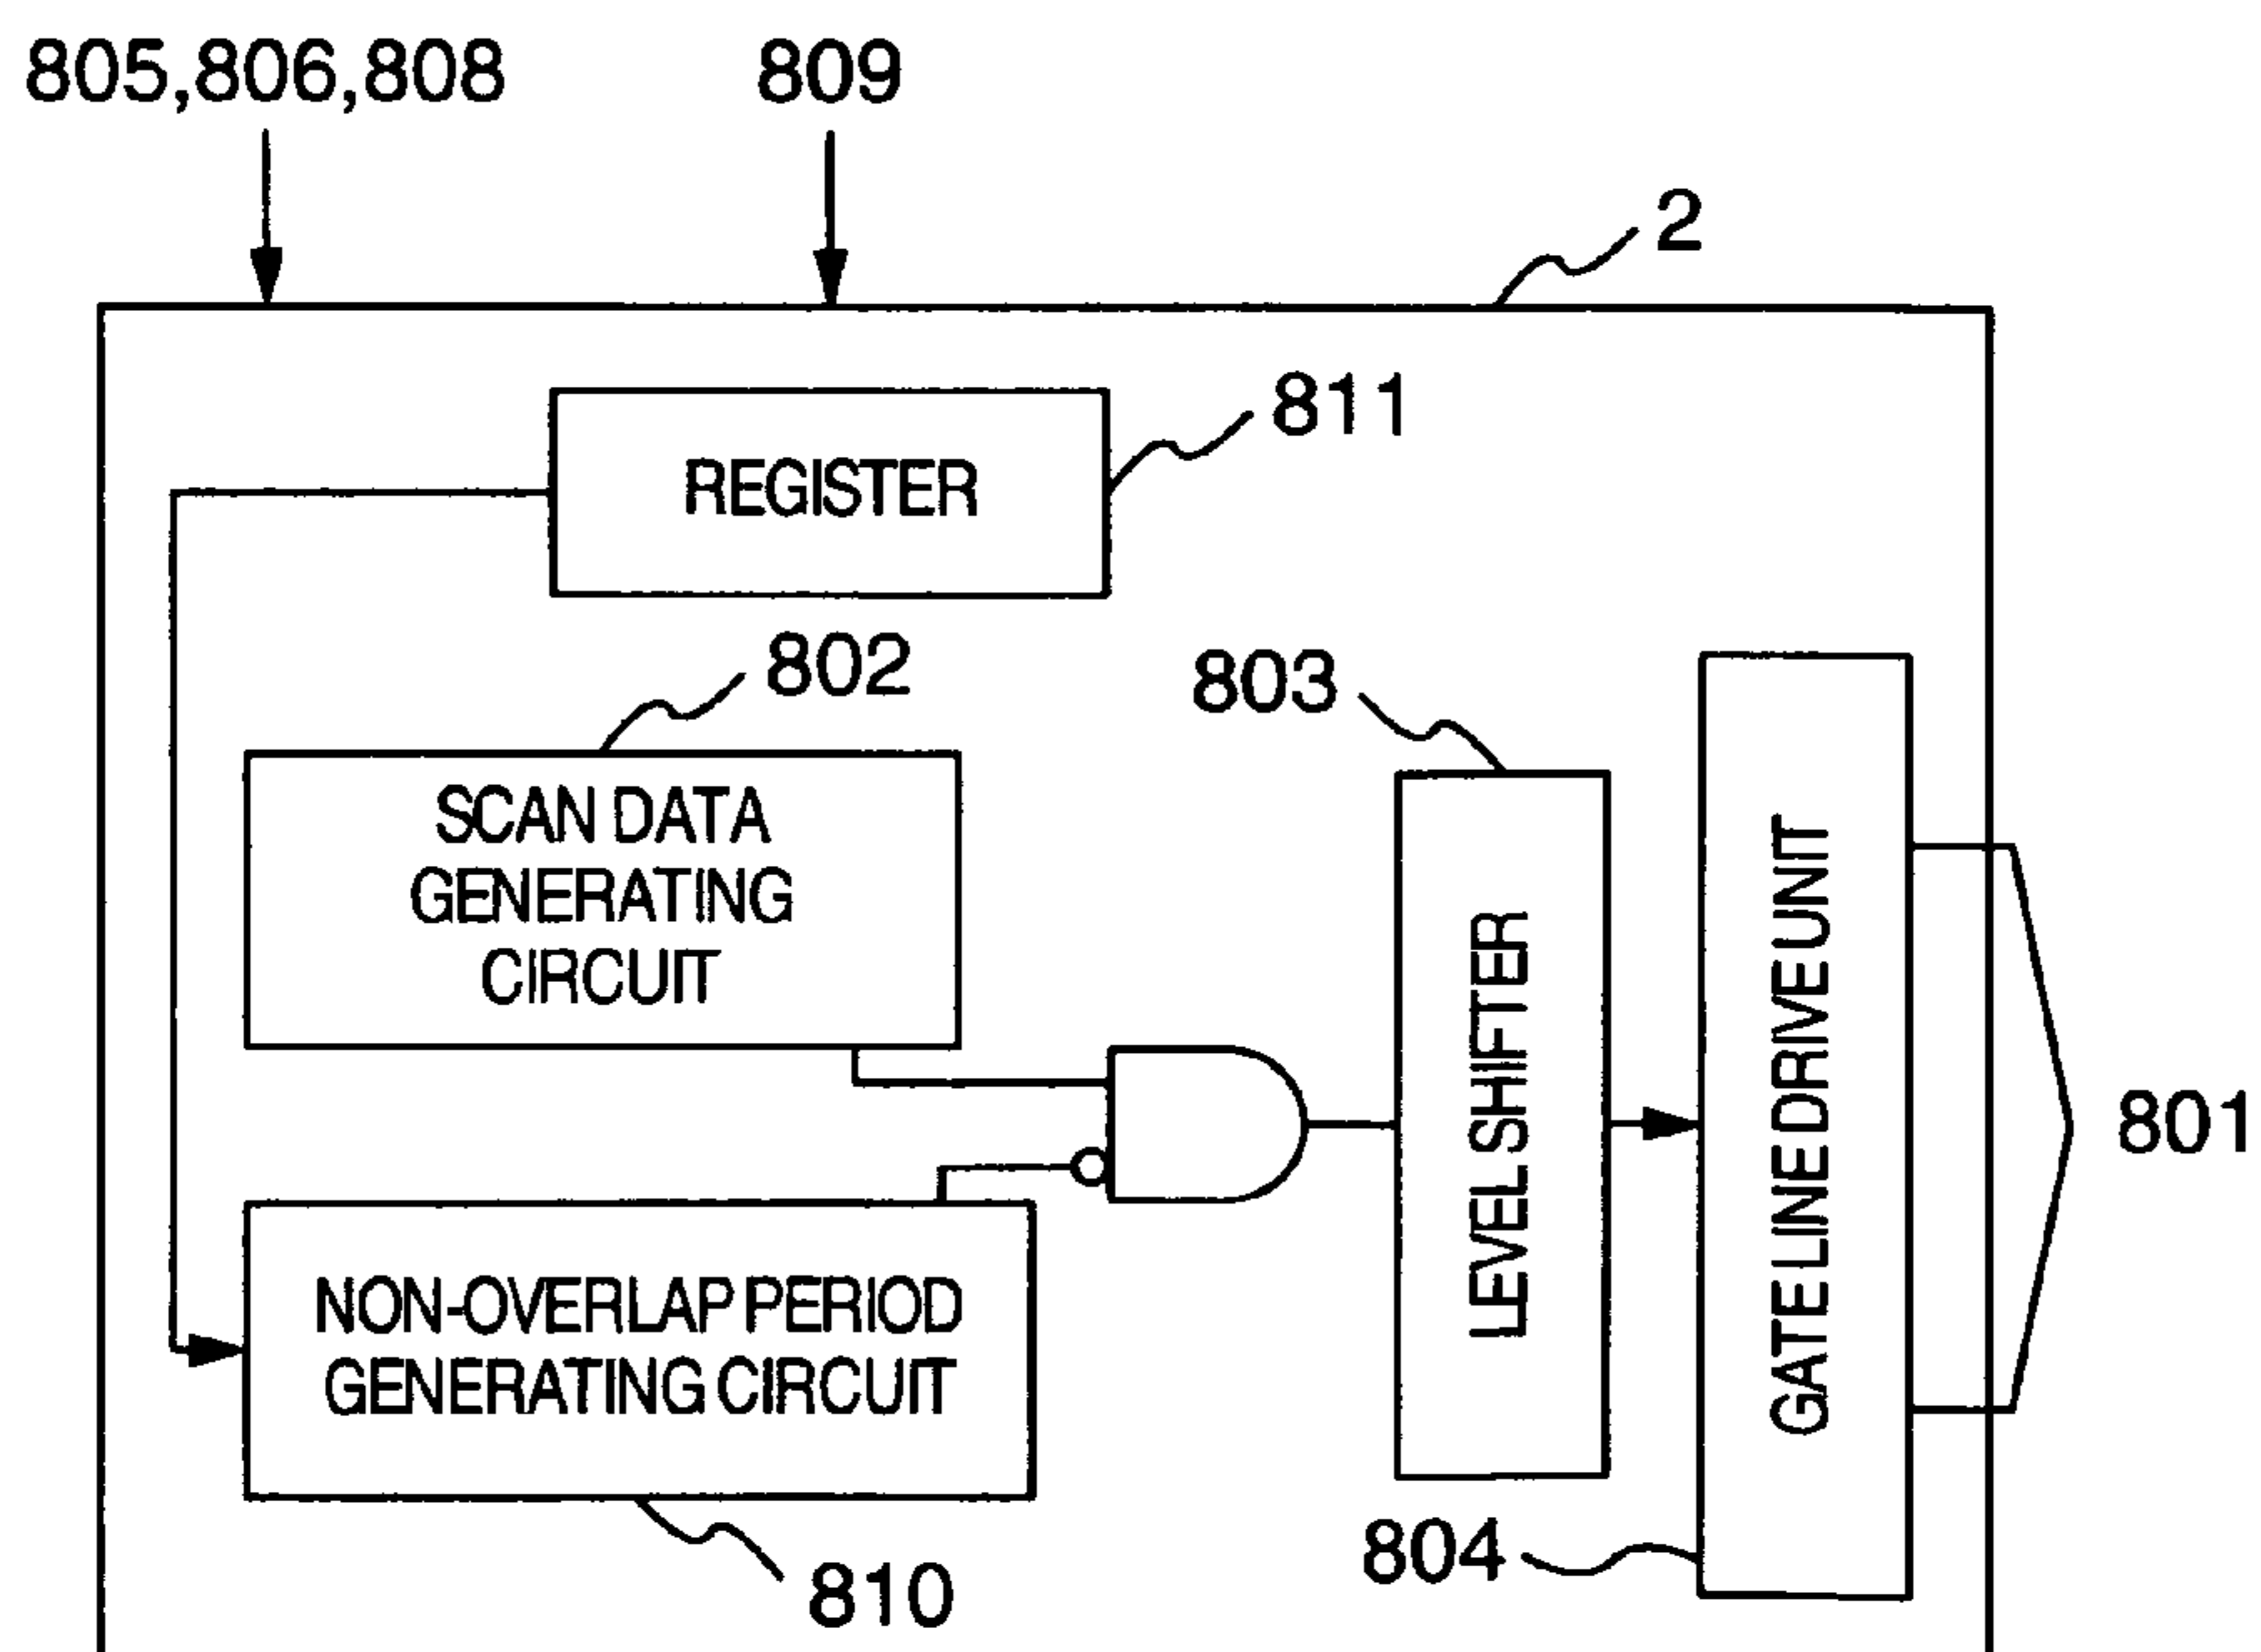 805,806,808
809
2
811
REGISTER
802
803
SCAN DATA
GENERATING
CIRCUIT
LEVEL SHIFTER
GATE LINE DRIVE UNIT
801
NON-OVERLAP PERIOD
GENERATING CIRCUIT
804
810